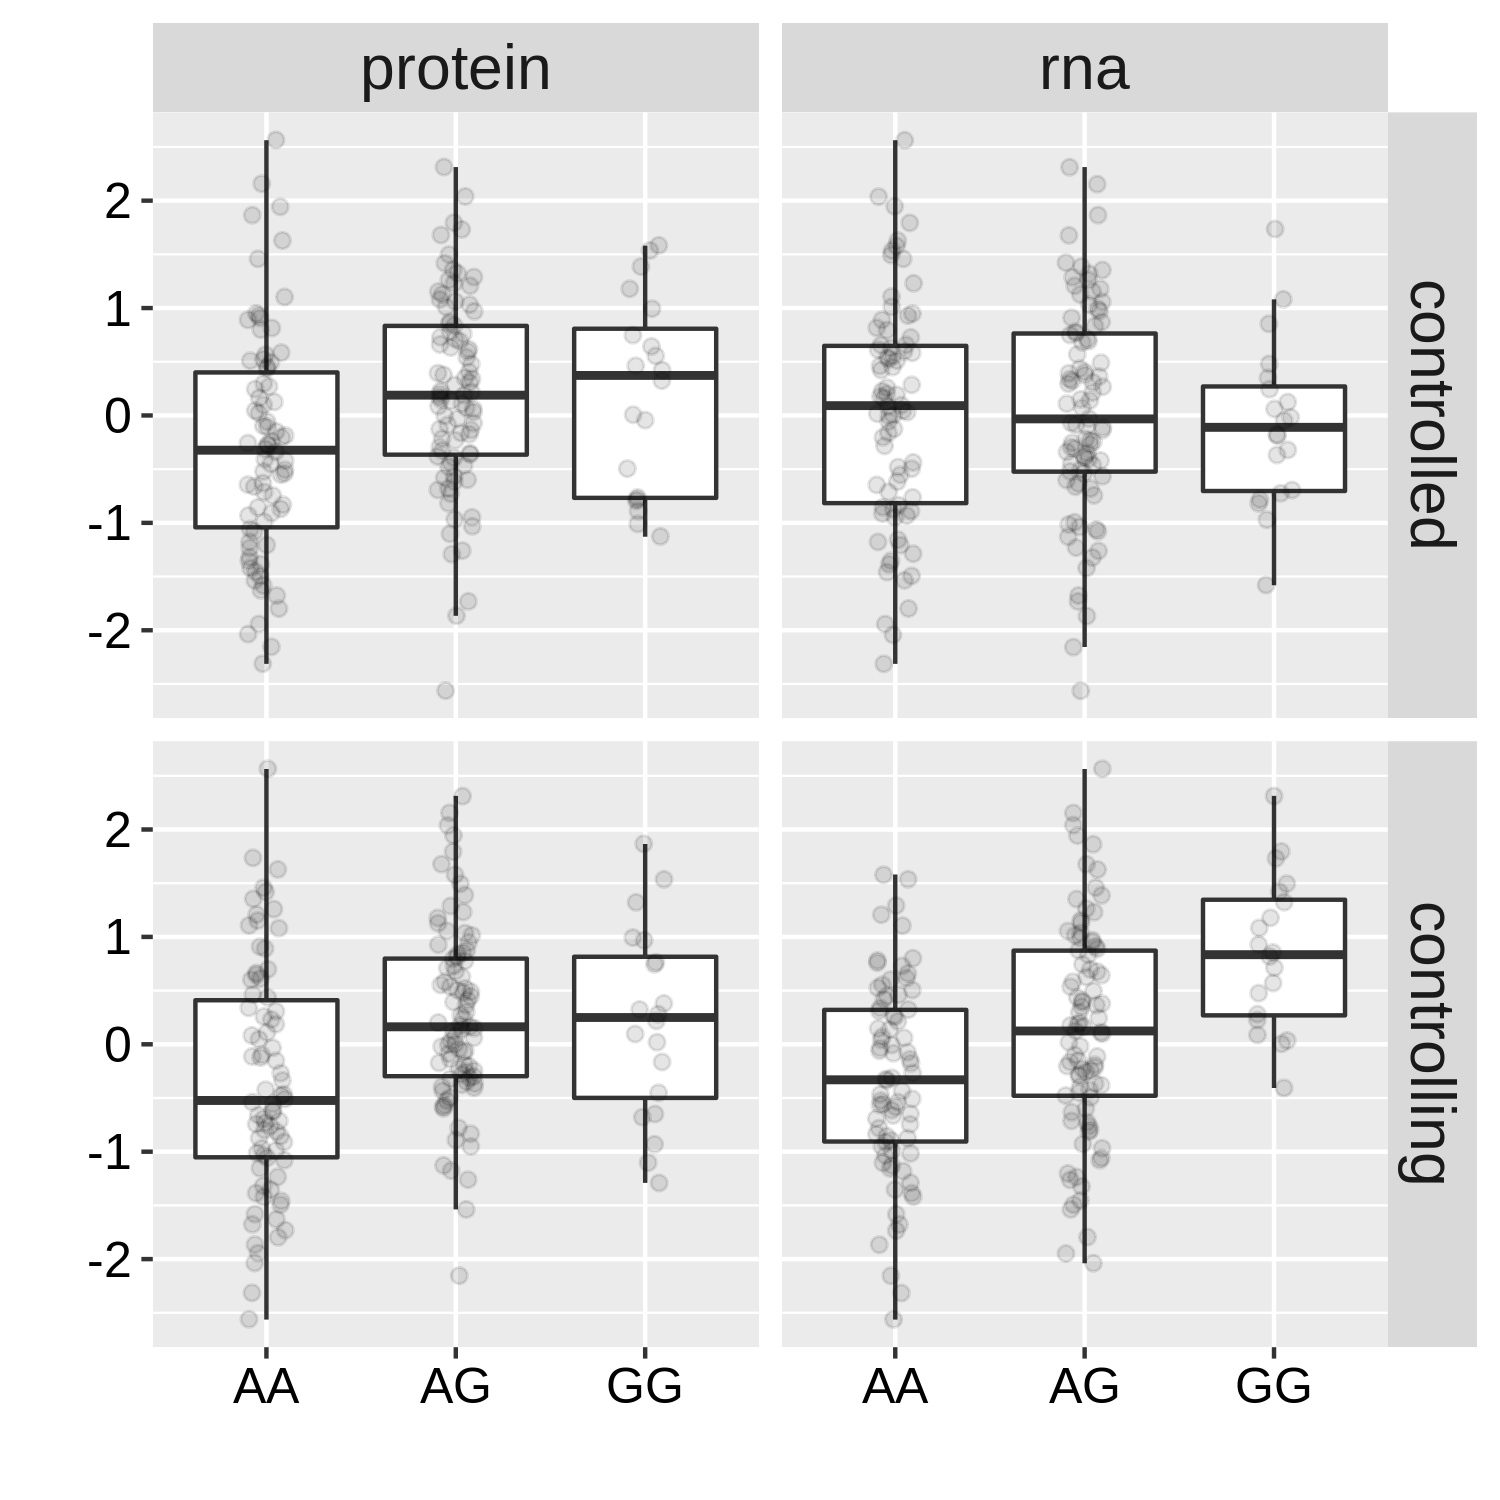 protein rna
2
1
0
-1
-2
controlled
2
1
0
-1
-2
controlling
AA AG GG AA AG GG